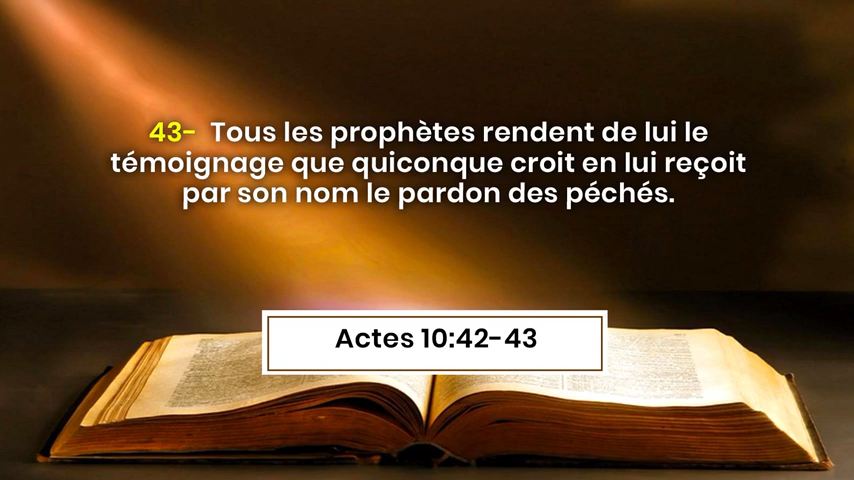 43- Tous les prophètes rendent de lui le
témoignage que quiconque croit en lui reçoit
par son nom le pardon des péchés.
Actes 10:42-43